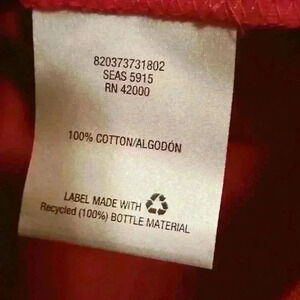 820373731802
SEAS 5915
RN 42000
100% COTTON/ALGODÓN
LABEL MADE WITH
Recycled (100%) BOTTLE MATERIAL